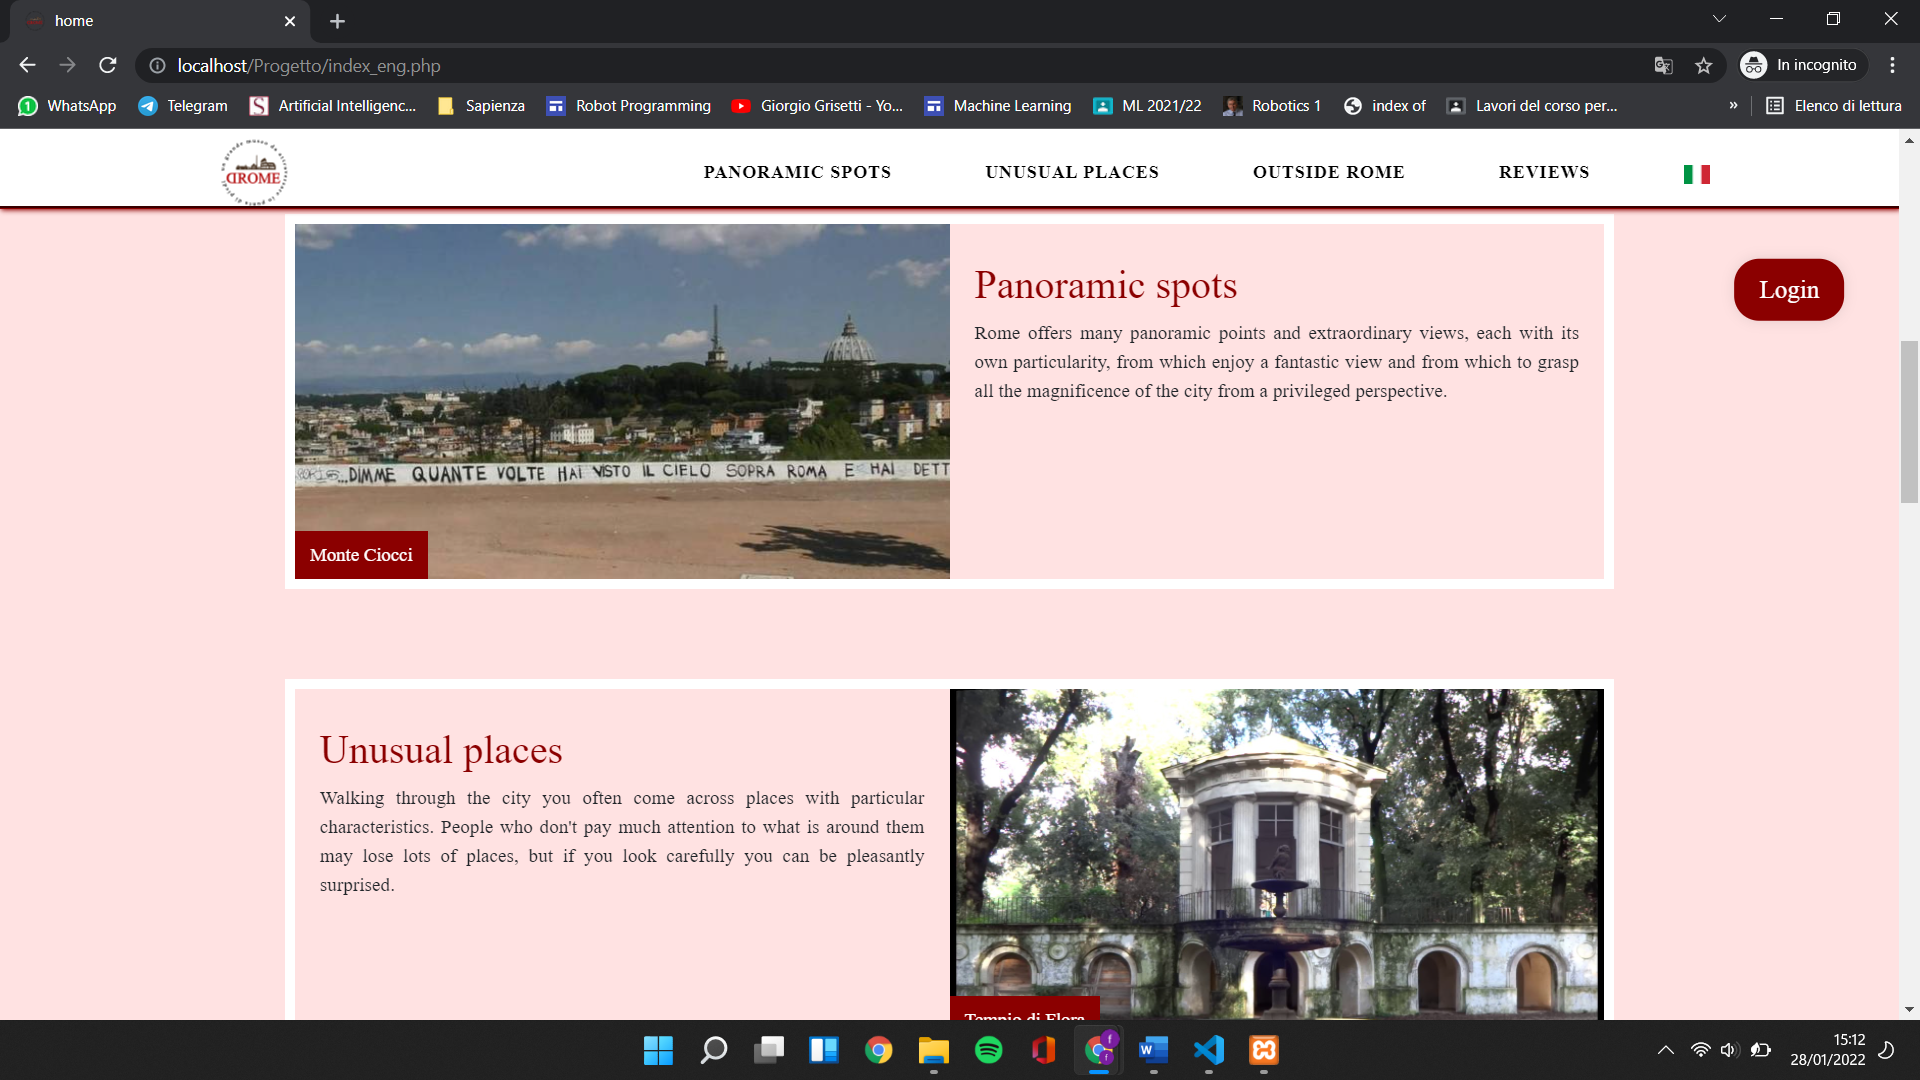 home
localhost/Progetto/index_eng.php
In incognito
WhatsApp
Telegram
Artificial Intelligenc...
Sapienza
Robot Programming
Giorgio Grisetti - Yo...
Machine Learning
ML 2021/22
Robotics 1
index of
Lavori del corso per...
»
Elenco di lettura
PANORAMIC SPOTS
UNUSUAL PLACES
OUTSIDE ROME
REVIEWS
Login
Panoramic spots
Rome offers many panoramic points and extraordinary views, each with its
own particularity, from which enjoy a fantastic view and from which to grasp
all the magnificence of the city from a privileged perspective.
...DIMME QUANTE VOLTE HAI VISTO IL CIELO SOPRA ROMA E HAI DETT
Monte Ciocci
Unusual places
Walking through the city you often come across places with particular
characteristics. People who don't pay much attention to what is around them
may lose lots of places, but if you look carefully you can be pleasantly
surprised.
Tempio di Flora
15:12
28/01/2022